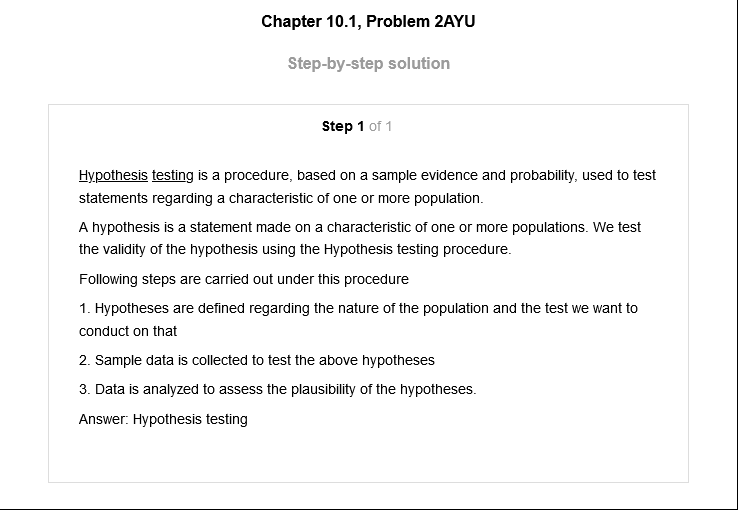 Chapter 10.1, Problem 2AYU
Step-by-step solution
Step 1 of 1
Hypothesis testing is a procedure, based on a sample evidence and probability, used to test
statements regarding a characteristic of one or more population.
A hypothesis is a statement made on a characteristic of one or more populations. We test
the validity of the hypothesis using the Hypothesis testing procedure.
Following steps are carried out under this procedure
1. Hypotheses are defined regarding the nature of the population and the test we want to
conduct on that
2. Sample data is collected to test the above hypotheses
3. Data is analyzed to assess the plausibility of the hypotheses.
Answer: Hypothesis testing